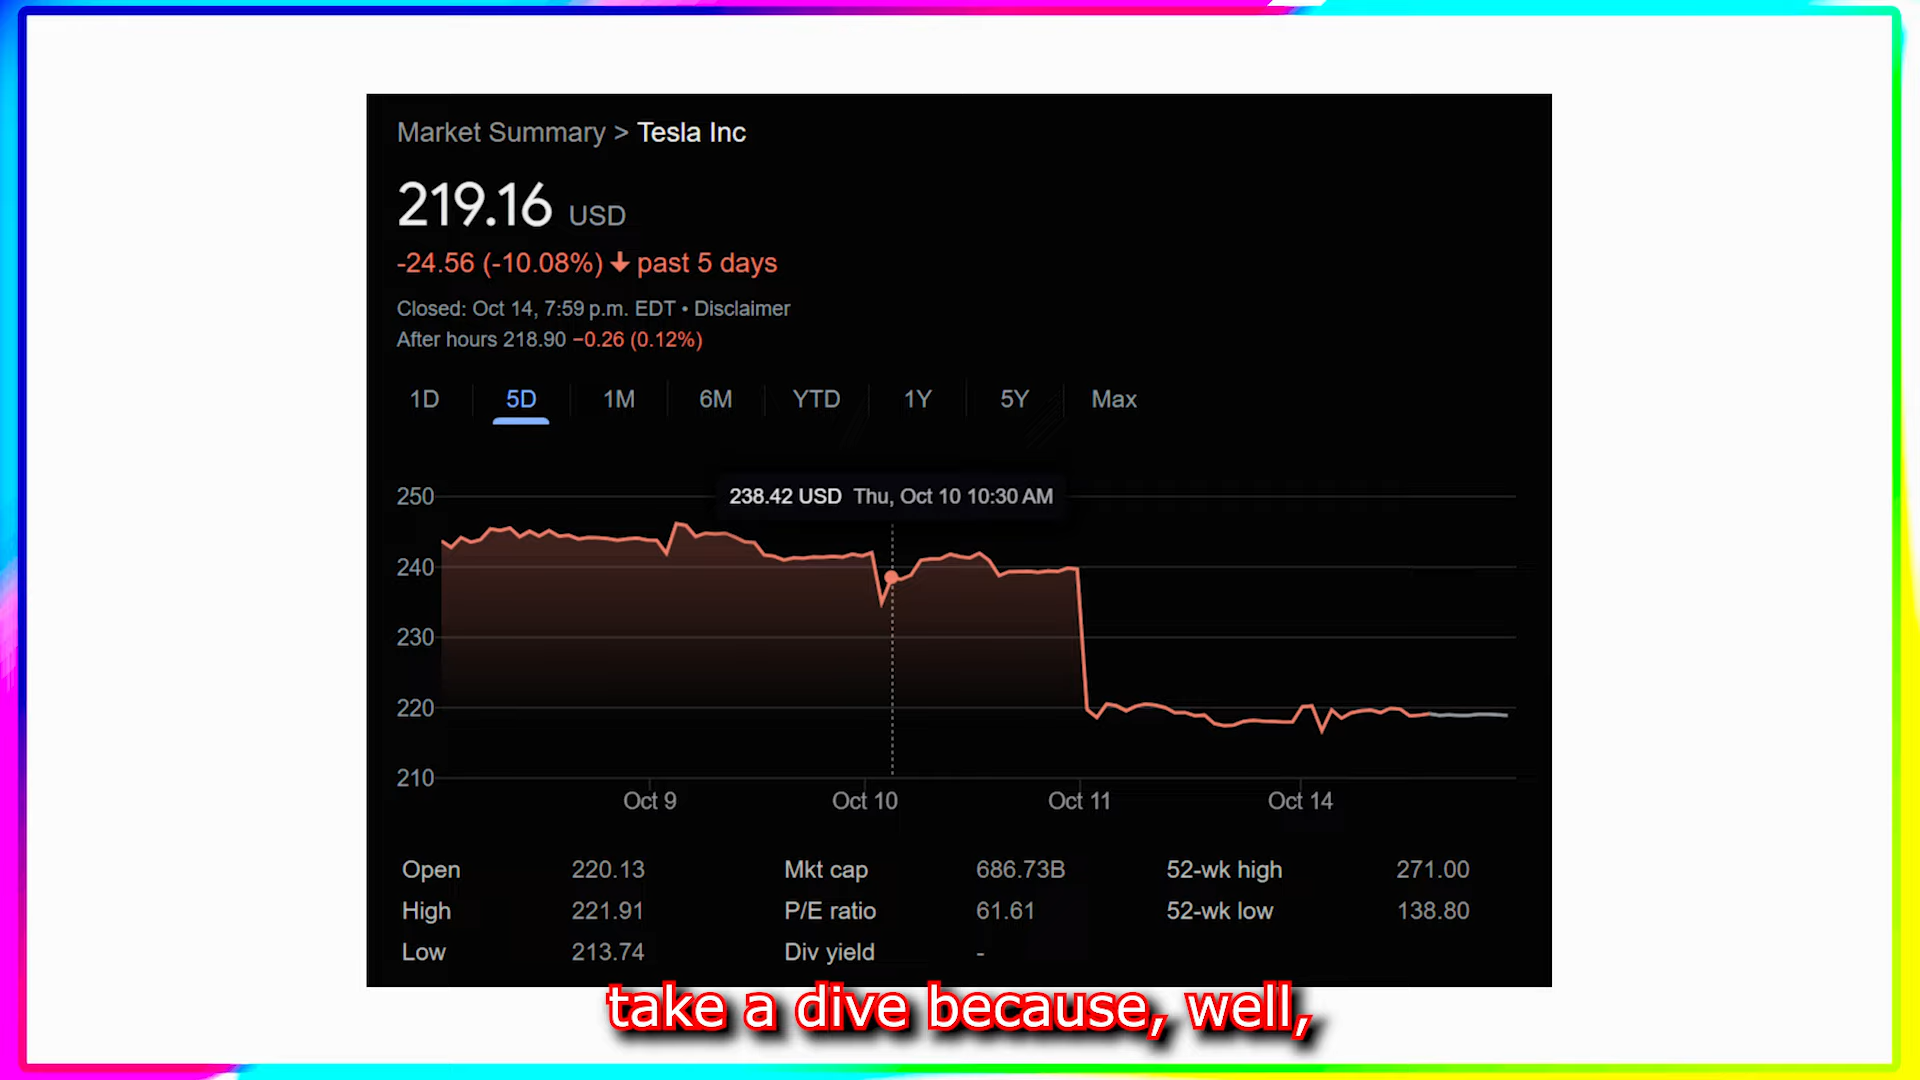 Market Summary > Tesla Inc
219.16 USD
-24.56 (-10.08%) ↓ past 5 days
Closed: Oct 14, 7:59 p.m. EDT • Disclaimer
After hours 218.90 −0.26 (0.12%)
1D 5D 1M 6M YTD 1Y 5Y Max
238.42 USD Thu, Oct 10 10:30 AM
250
240
230
220
210
Oct 9 Oct 10 Oct 11 Oct 14
Open 220.13 Mkt cap 686.73B 52-wk high 271.00
High 221.91 P/E ratio 61.61 52-wk low 138.80
Low 213.74 Div yield -
take a dive because, well,